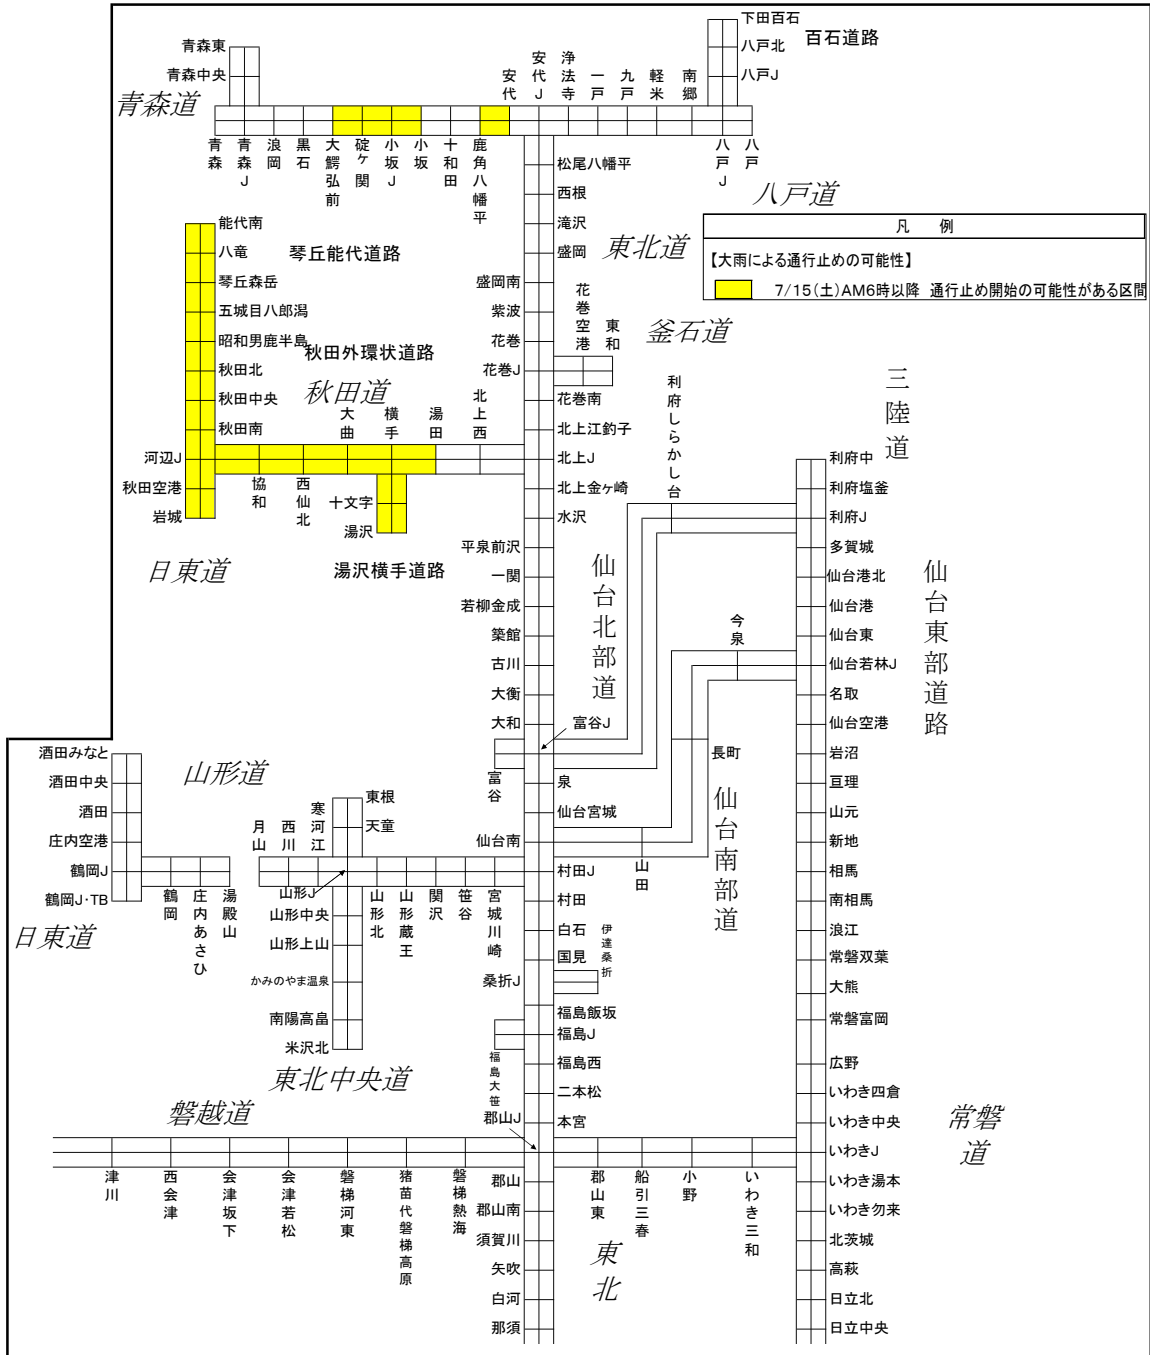 下田百石
百石道路
八戸北
八戸J
青森東
青森中央
青森道
安代
安代J
浄法寺
一戸
九戸
軽米
南郷
青森
青森J
浪岡
黒石
大鰐弘前
碇ケ関
小坂J
小坂
十和田
鹿角八幡平
八戸J
八戸
八戸道
松尾八幡平
西根
滝沢
盛岡
東北道
盛岡南
紫波
花巻
花巻J
花巻空港
東和
釜石道
凡 例
【大雨による通行止めの可能性】
7/15(土)AM6時以降 通行止め開始の可能性がある区間
能代南
八竜
琴丘能代道路
琴丘森岳
五城目八郎潟
昭和男鹿半島
秋田外環状道路
秋田北
秋田道
秋田中央
秋田南
河辺J
秋田空港
岩城
日東道
大曲
横手
湯田
北上西
協和
西仙北
十文字
湯沢
湯沢横手道路
花巻南
北上江釣子
北上J
北上金ヶ崎
水沢
平泉前沢
一関
若柳金成
築館
古川
大衡
大和
富谷J
富谷
泉
仙台宮城
仙台南
仙台北部道
利府しらかし台
三陸道
利府中
利府塩釜
利府J
多賀城
仙台港北
仙台港
仙台東
仙台若林J
名取
仙台空港
岩沼
亘理
山元
新地
相馬
南相馬
浪江
常磐双葉
大熊
常磐富岡
広野
いわき四倉
いわき中央
いわきJ
いわき湯本
いわき勿来
北茨城
高萩
日立北
日立中央
仙台東部道路
今泉
長町
山田
仙台南部道
常磐道
酒田みなと
酒田中央
酒田
庄内空港
鶴岡J
鶴岡J・TB
日東道
鶴岡
庄内あさひ
湯殿山
山形道
月山
西川
寒河江
東根
天童
山形J
山形中央
山形上山
かみのやま温泉
南陽高畠
米沢北
東北中央道
山形北
山形蔵王
関沢
笹谷
宮城川崎
村田J
村田
白石
国見
伊達桑折
桑折J
福島飯坂
福島J
福島大笹
福島西
二本松
本宮
郡山J
磐越道
津川
西会津
会津坂下
会津若松
磐梯河東
猪苗代磐梯高原
磐梯熱海
郡山東
船引三春
小野
いわき三和
郡山
郡山南
須賀川
矢吹
白河
那須
東北